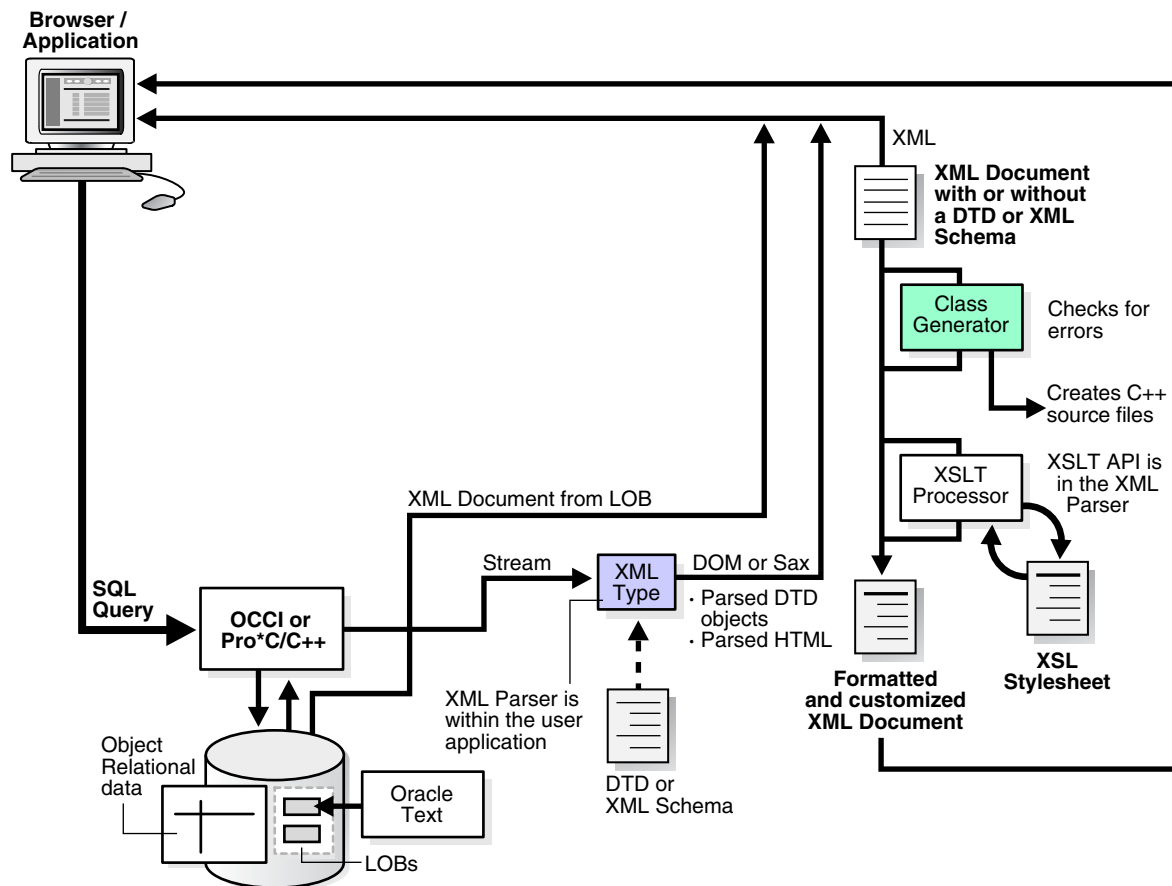 Browser /
Application
XML
XML Document
with or without
a DTD or XML
Schema
Class
Generator
Checks for
errors
Creates C++
source files
XSLT
Processor
XSLT API is
in the XML
Parser
XML Document from LOB
Stream
XML
Type
DOM or Sax
· Parsed DTD
objects
· Parsed HTML
SQL
Query
OCCI or
Pro*C/C++
Formatted
and customized
XML Document
XSL
Stylesheet
XML Parser is
within the user
application
DTD or
XML Schema
Object
Relational
data
Oracle
Text
LOBs